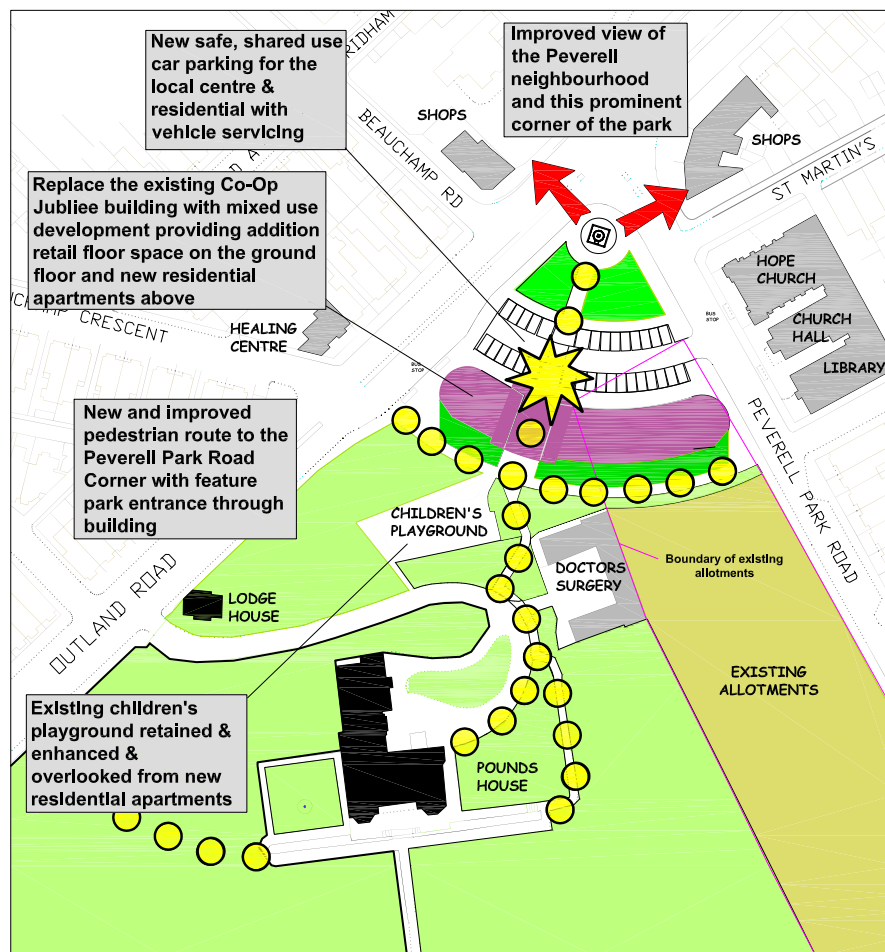 RIDHAM
New safe, shared use
car parking for the
local centre &
residential with
vehicle servicing
Improved view of
the Peverell
neighbourhood
and this prominent
corner of the park
SHOPS
BEAUCHAMP RD
SHOPS
ST MARTIN'S
Replace the existing Co-Op
Jubliee building with mixed use
development providing addition
retail floor space on the ground
floor and new residential
apartments above
D A
HOPE
CHURCH
CHURCH
HALL
LIBRARY
BUS
STOP
CHAMP CRESCENT
HEALING
CENTRE
BUS
STOP
PEVERELL PARK ROAD
New and improved
pedestrian route to the
Peverell Park Road
Corner with feature
park entrance through
building
CHILDREN'S
PLAYGROUND
DOCTORS
SURGERY
Boundary of existing
allotments
OUTLAND ROAD
LODGE
HOUSE
EXISTING
ALLOTMENTS
Existing children's
playground retained &
enhanced &
overlooked from new
residential apartments
POUNDS
HOUSE